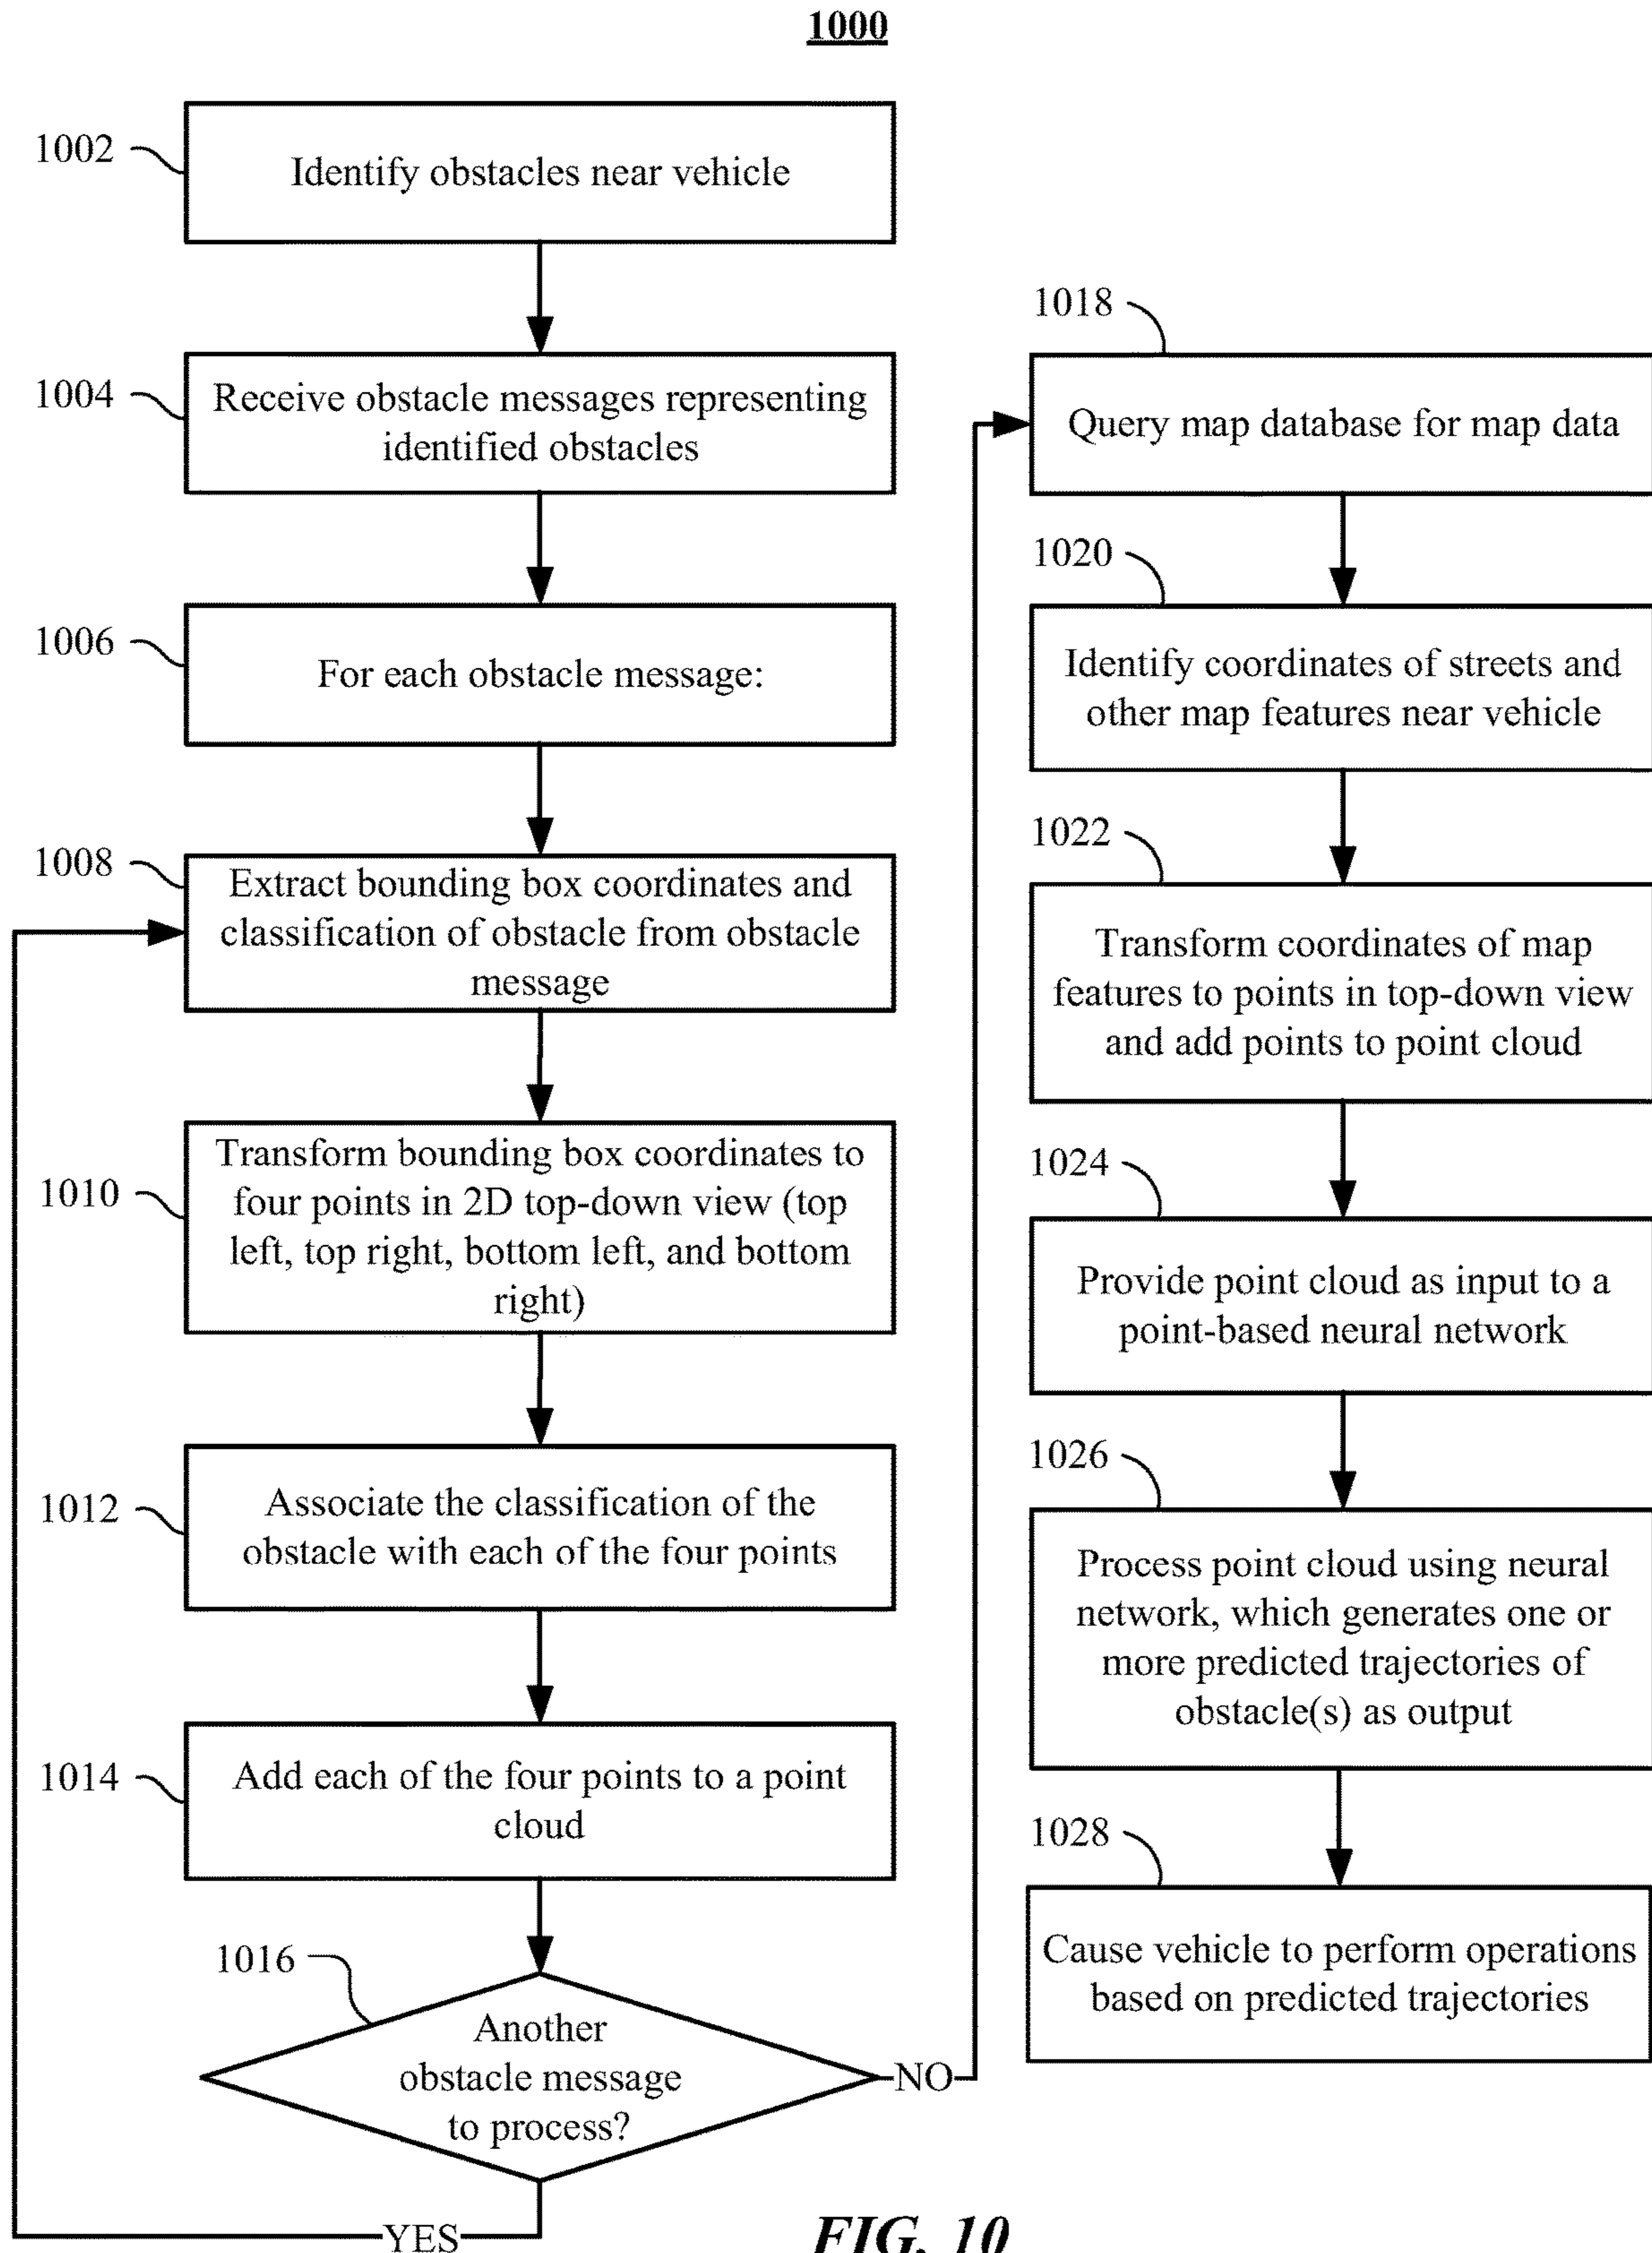 1000
1002
Identify obstacles near vehicle
1004
Receive obstacle messages representing
identified obstacles
1006
For each obstacle message:
1008
Extract bounding box coordinates and
classification of obstacle from obstacle
message
1010
Transform bounding box coordinates to
four points in 2D top-down view (top
left, top right, bottom left, and bottom
right)
1012
Associate the classification of the
obstacle with each of the four points
1014
Add each of the four points to a point
cloud
1016
Another
obstacle message
to process?
NO
YES
1018
Query map database for map data
1020
Identify coordinates of streets and
other map features near vehicle
1022
Transform coordinates of map
features to points in top-down view
and add points to point cloud
1024
Provide point cloud as input to a
point-based neural network
1026
Process point cloud using neural
network, which generates one or
more predicted trajectories of
obstacle(s) as output
1028
Cause vehicle to perform operations
based on predicted trajectories
FIG. 10